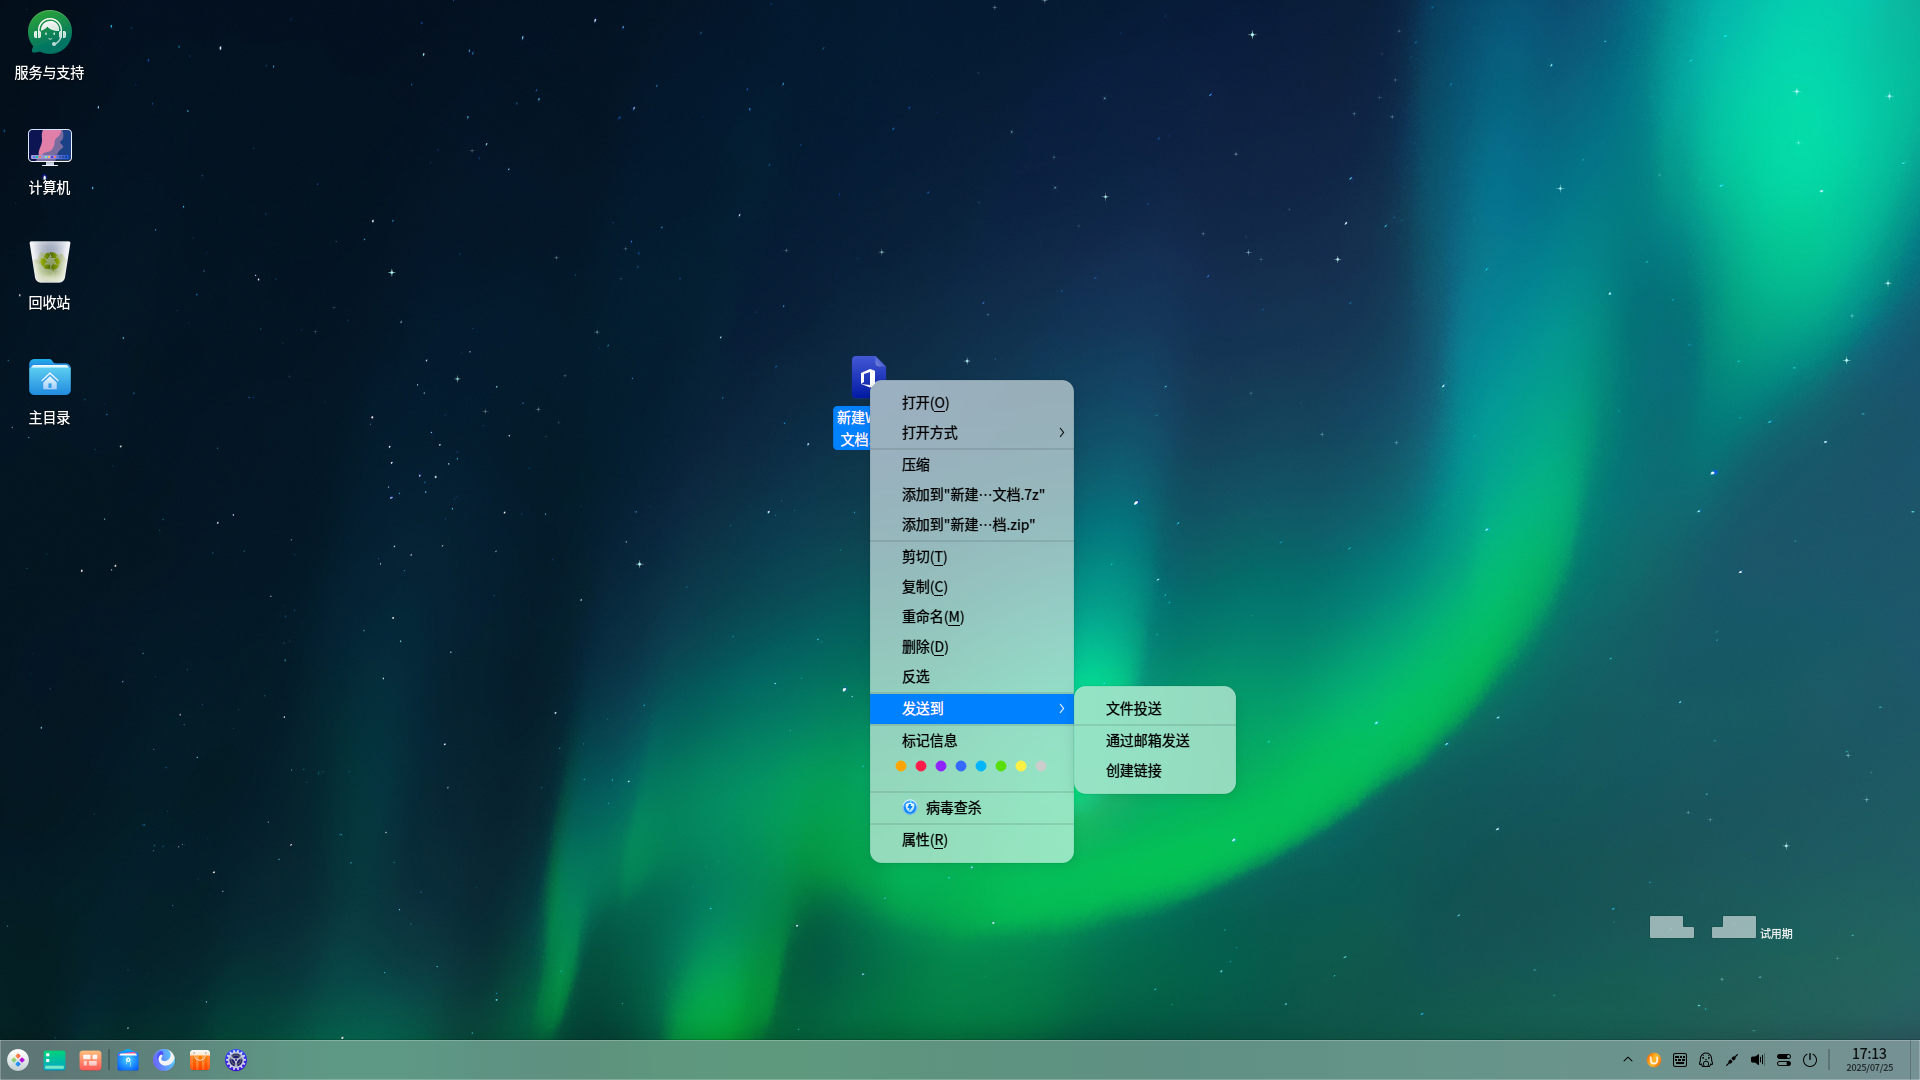 服务与支持
计算机
回收站
主目录
新建W
文档
打开(O)
打开方式
压缩
添加到"新建···文档.7z"
添加到"新建···档.zip"
剪切(T)
复制(C)
重命名(M)
删除(D)
反选
发送到
标记信息
病毒查杀
属性(R)
文件投送
通过邮箱发送
创建链接
试用期
17:13
2025/07/25